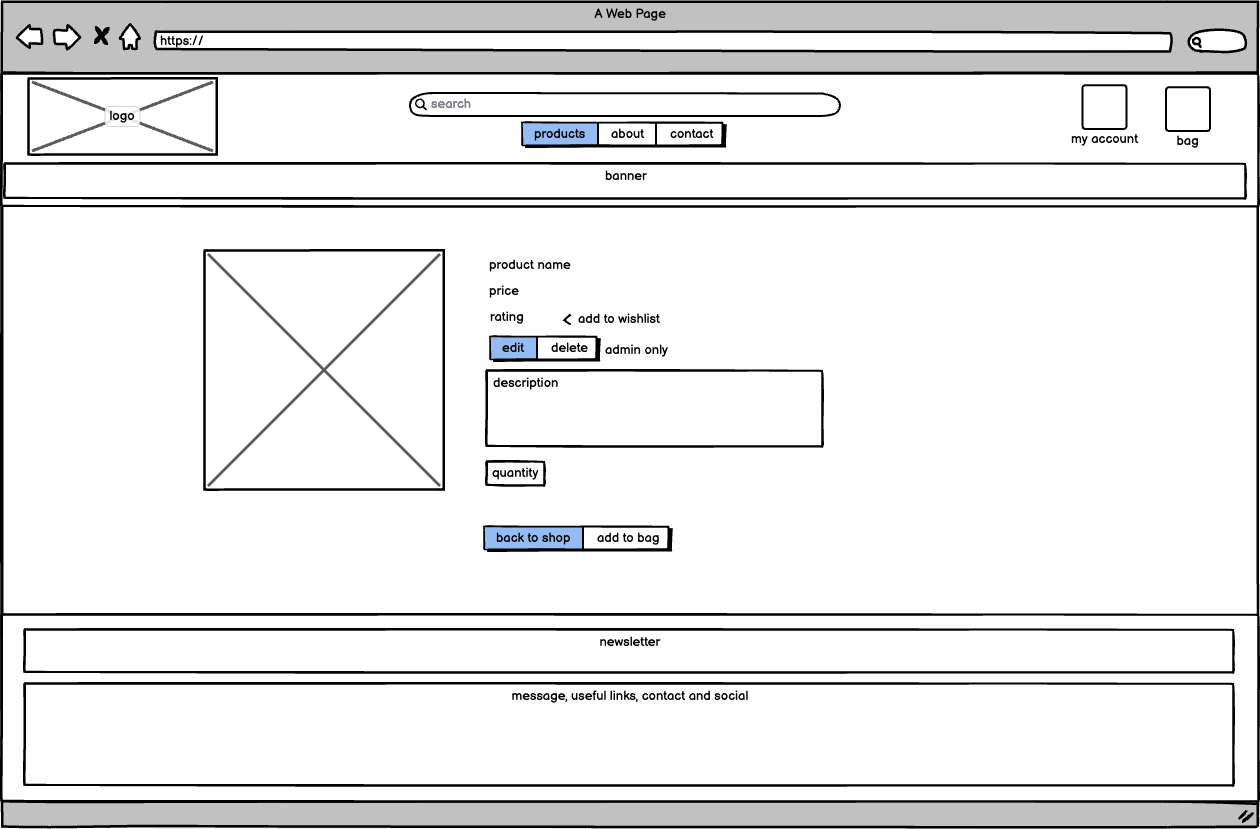 A Web Page
https://
logo
search
products about contact
my account
bag
banner
product name
price
rating
< add to wishlist
edit delete admin only
description
quantity
back to shop add to bag
newsletter
message, useful links, contact and social